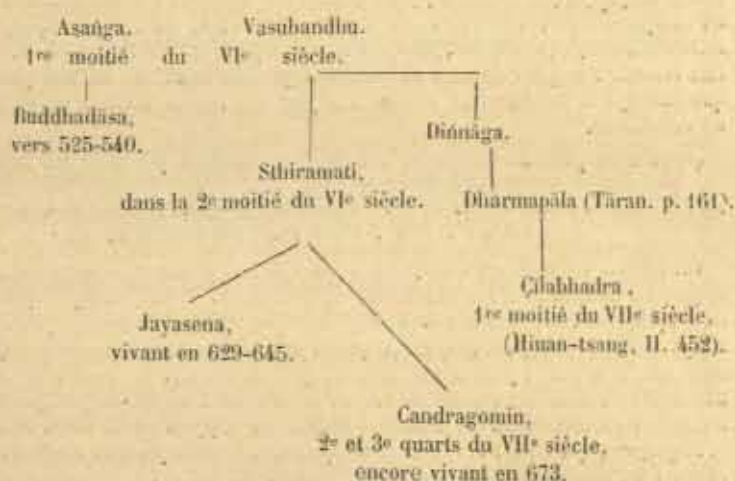 Asaṅga. Vasubandhu.
1re moitié du VIe siècle.
Buddhadāsa,
vers 525-540.
Diṅnāga.
Sthiramati,
dans la 2e moitié du VIe siècle.
Dharmapāla (Tāran. p. 161).
Çīlabhadra,
1re moitié du VIIe siècle.
(Hiuan-tsang, II. 452).
Jayasena,
vivant en 629-645.
Candragomin,
2e et 3e quarts du VIIe siècle,
encore vivant en 673.